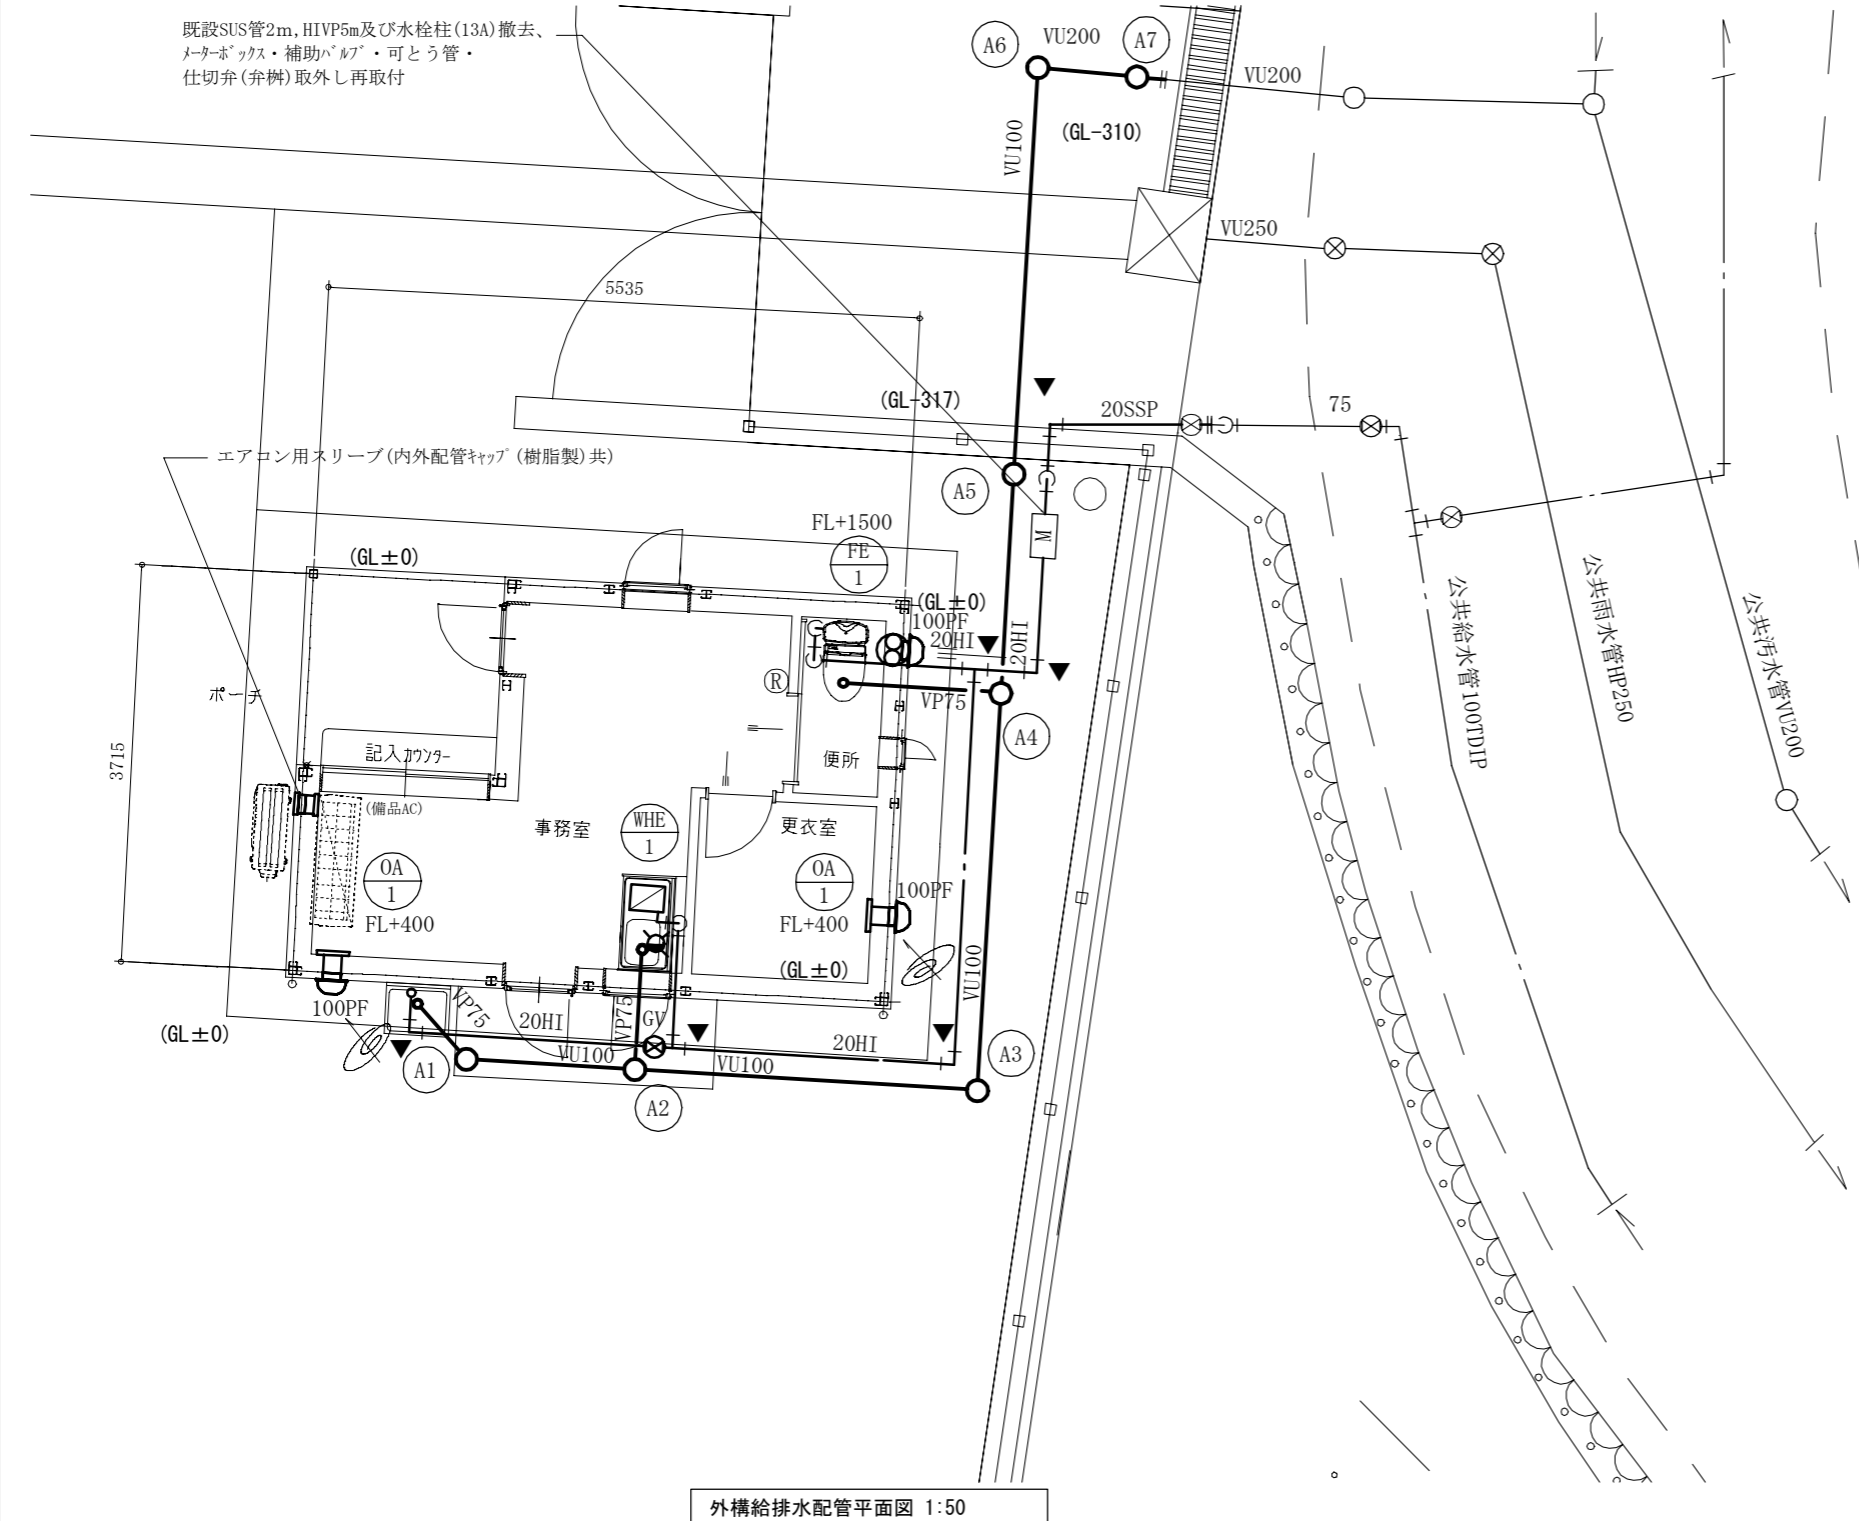 既設SUS管2m,HIVP5m及び水栓柱(13A)撤去、
ﾒｰﾀｰﾎﾞｯｸｽ・補助ﾊﾞﾙﾌﾞ・可とう管・
仕切弁(弁桝)取外し再取付
A6
VU200
A7
VU200
VU100
(GL-310)
VU250
5535
(GL-317)
20SSP
75
エアコン用スリーブ(内外配管ｷｬｯﾌﾟ(樹脂製)共)
A5
FL+1500
FE
1
M
(GL±0)
(GL±0)
100PF
20HI
20HI
公共給水管100TDIP
公共雨水管HP250
公共汚水管VU200
R
VP75
A4
ポーチ
3715
記入ｶｳﾝﾀｰ
便所
(備品AC)
事務室
WHE
1
更衣室
OA
1
FL+400
OA
1
FL+400
100PF
(GL±0)
VU100
100PF
VP75
20HI
VP75
GV
(GL±0)
20HI
A1
VU100
VU100
A3
A2
外構給排水配管平面図 1:50